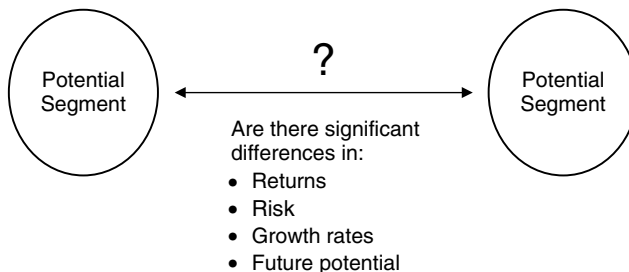 ?
Potential
Segment
Potential
Segment
Are there significant
differences in:
• Returns
• Risk
• Growth rates
• Future potential